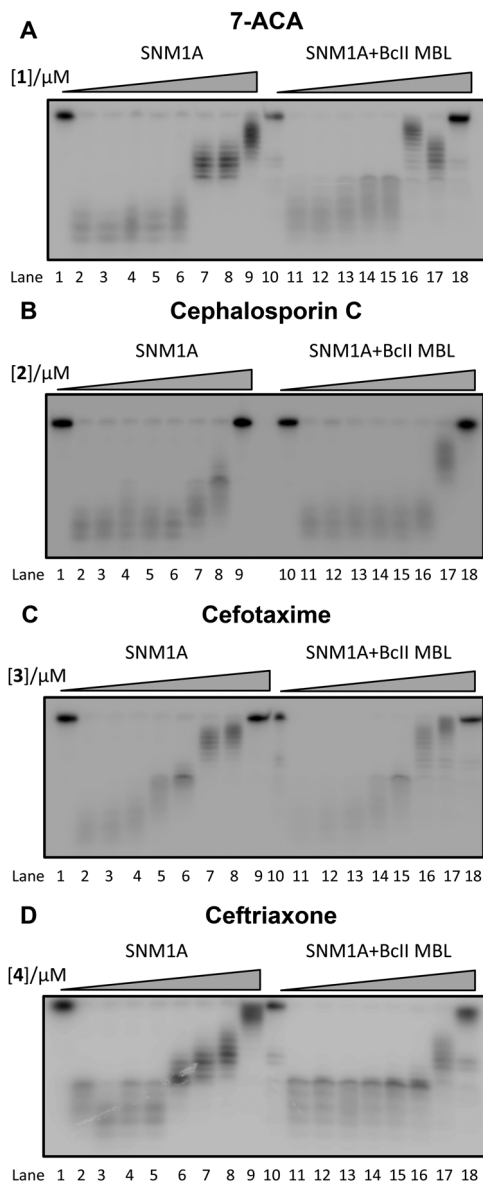 A
7-ACA
SNM1A SNM1A+BcII MBL
[1]/µM
Lane 1 2 3 4 5 6 7 8 9 10 11 12 13 14 15 16 17 18
B
Cephalosporin C
SNM1A SNM1A+BcII MBL
[2]/µM
Lane 1 2 3 4 5 6 7 8 9 10 11 12 13 14 15 16 17 18
C
Cefotaxime
SNM1A SNM1A+BcII MBL
[3]/µM
Lane 1 2 3 4 5 6 7 8 9 10 11 12 13 14 15 16 17 18
D
Ceftriaxone
SNM1A SNM1A+BcII MBL
[4]/µM
Lane 1 2 3 4 5 6 7 8 9 10 11 12 13 14 15 16 17 18